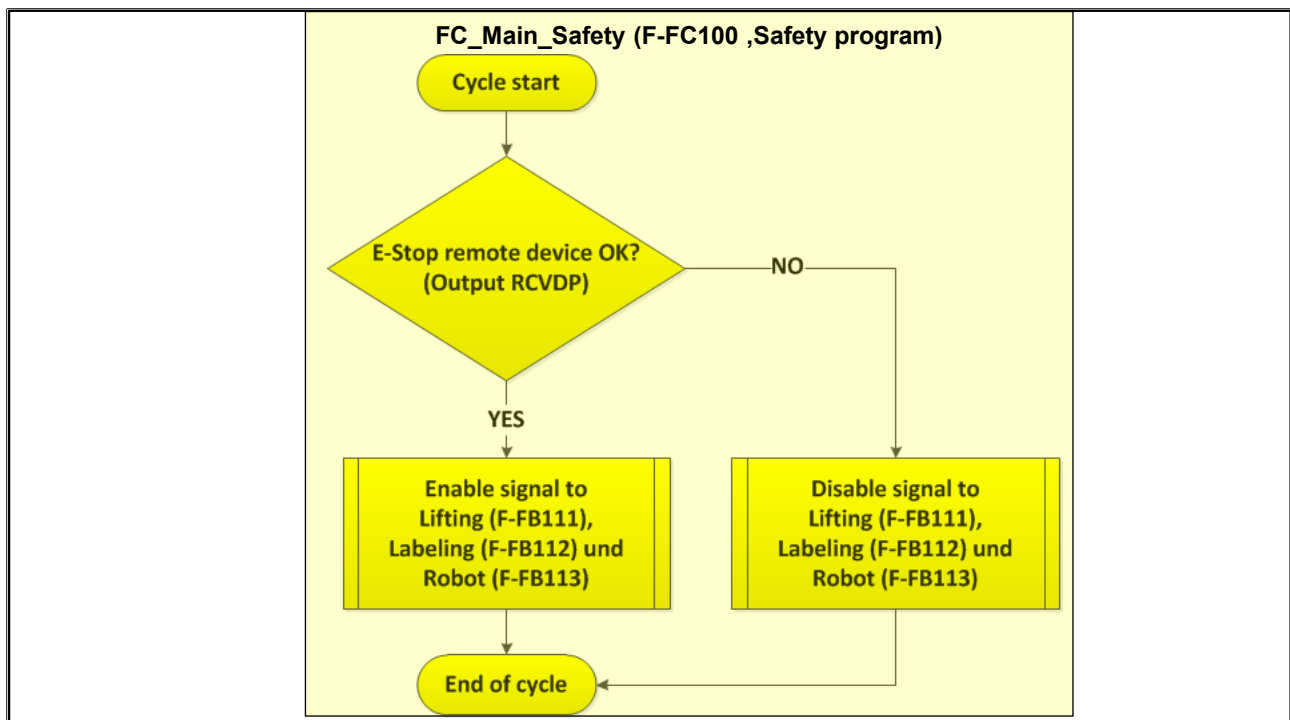 FC_Main_Safety (F-FC100 ,Safety program)
Cycle start
E-Stop remote device OK?
(Output RCVDP)
NO
YES
Enable signal to
Lifting (F-FB111),
Labeling (F-FB112) und
Robot (F-FB113)
Disable signal to
Lifting (F-FB111),
Labeling (F-FB112) und
Robot (F-FB113)
End of cycle